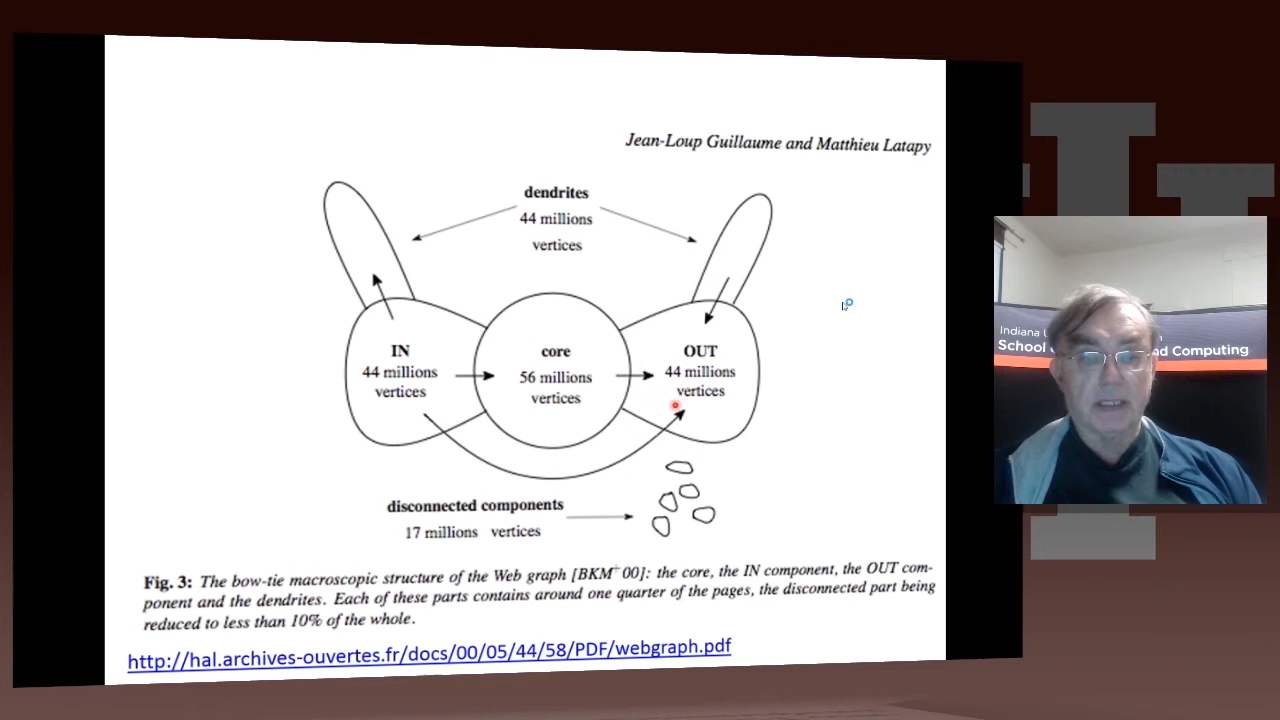 Jean-Loup Guillaume and Matthieu Latapy
dendrites
44 millions
vertices
IN
44 millions
vertices
core
56 millions
vertices
OUT
44 millions
vertices
disconnected components
17 millions vertices
Fig. 3: The bow-tie macroscopic structure of the Web graph [BKM+00]: the core, the IN component, the OUT com-
ponent and the dendrites. Each of these parts contains around one quarter of the pages, the disconnected part being
reduced to less than 10% of the whole.
http://hal.archives-ouvertes.fr/docs/00/05/44/58/PDF/webgraph.pdf
Indiana
School
nd Computing